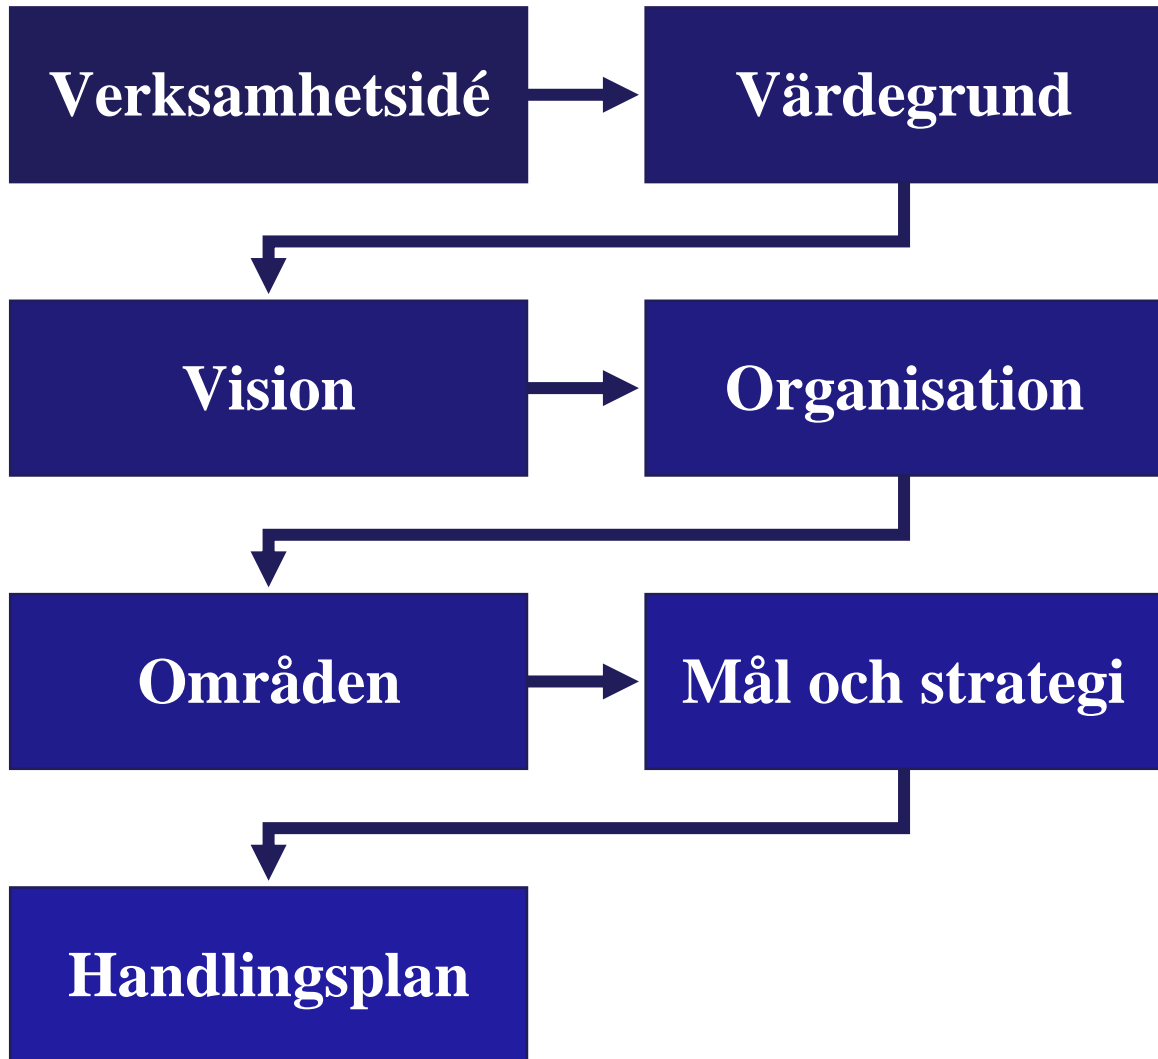 Verksamhetsidé
Värdegrund
Vision
Organisation
Områden
Mål och strategi
Handlingsplan